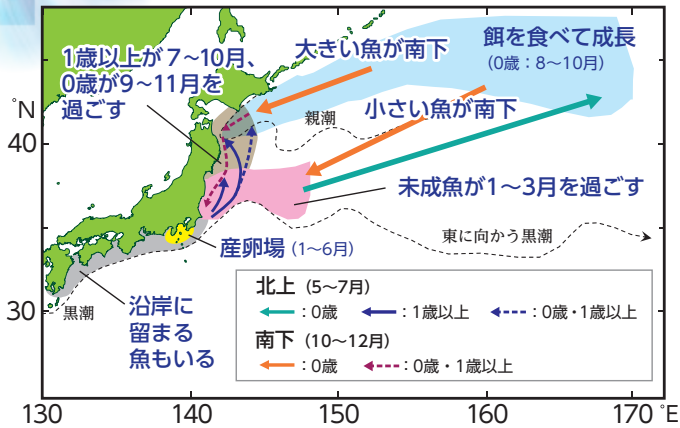 1歳以上が7〜10月、
0歳が9〜11月を
過ごす
大きい魚が南下
餌を食べて成長
(0歳：8〜10月)
小さい魚が南下
°N
40
30
親潮
未成魚が1〜3月を過ごす
産卵場 (1〜6月)
東に向かう黒潮
黒潮
沿岸に
留まる
魚もいる
北上 (5〜7月)
：0歳 ：1歳以上 ：0歳・1歳以上
南下 (10〜12月)
：0歳 ：0歳・1歳以上
130 140 150 160 170 °E